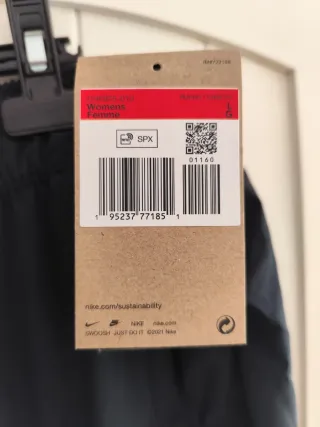 Womens
Femme
L
G
SPX
01160
1 95237 77185 1
nike.com/sustainability
NIKE nike.com
SWOOSH JUST DO IT ©2021 Nike